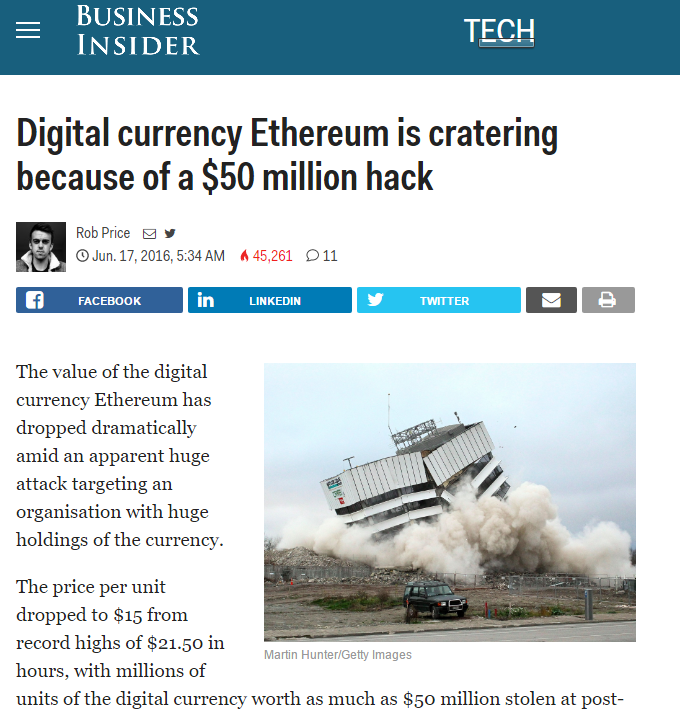 BUSINESS
INSIDER
TECH
Digital currency Ethereum is cratering
because of a $50 million hack
Rob Price
Jun. 17, 2016, 5:34 AM 45,261 11
FACEBOOK LINKEDIN TWITTER
The value of the digital
currency Ethereum has
dropped dramatically
amid an apparent huge
attack targeting an
organisation with huge
holdings of the currency.
The price per unit
dropped to $15 from
record highs of $21.50 in
hours, with millions of
Martin Hunter/Getty Images
units of the digital currency worth as much as $50 million stolen at post-